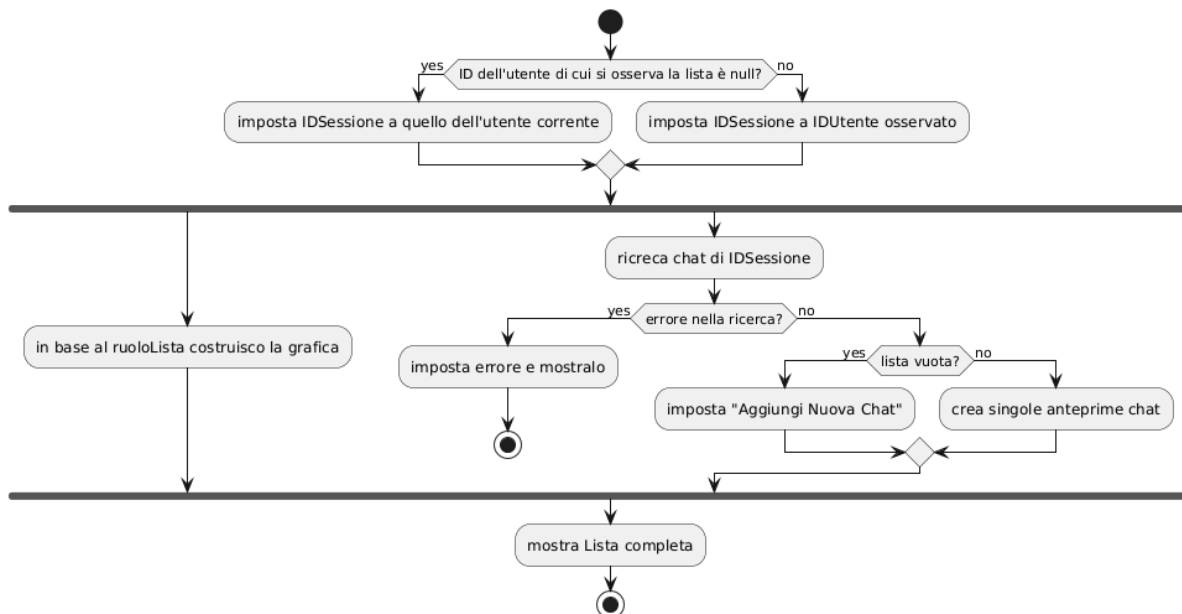 yes
ID dell'utente di cui si osserva la lista è null?
no
imposta IDSessione a quello dell'utente corrente
imposta IDSessione a IDUtente osservato
ricreca chat di IDSessione
yes
errore nella ricerca?
no
in base al ruoloLista costruisco la grafica
imposta errore e mostralo
yes
lista vuota?
no
imposta "Aggiungi Nuova Chat"
crea singole anteprime chat
mostra Lista completa